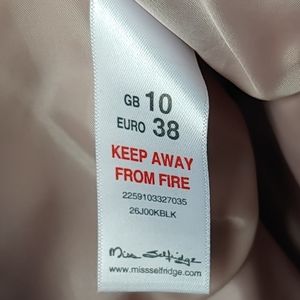 GB 10
EURO 38
KEEP AWAY
FROM FIRE
2259103327035
26J00KBLK
Miss Selfridge
www.missselfridge.com